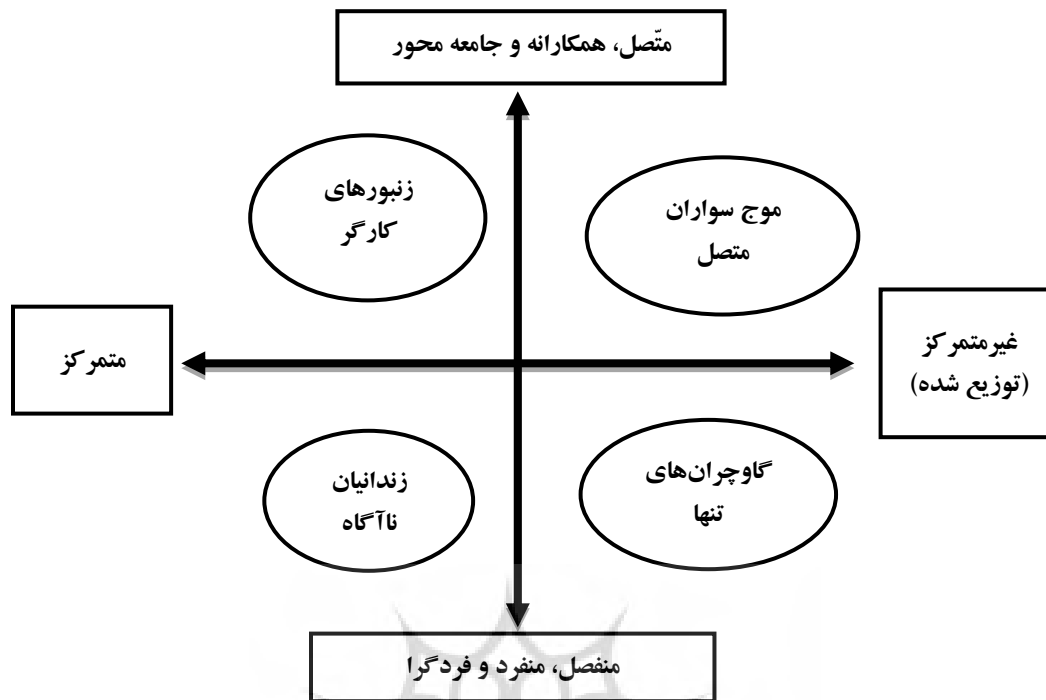 متّصل، همکارانه و جامعه محور
موج سواران
متصل
زنبورهای
کارگر
غیرمتمرکز
(توزیع شده)
متمرکز
گاوچران‌های
تنها
زندانیان
ناآگاه
منفصل، منفرد و فردگرا